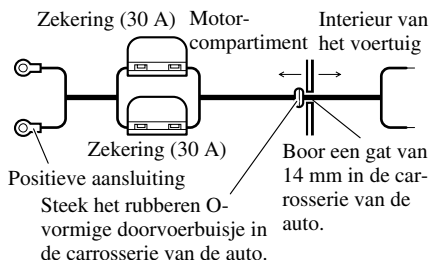 Zekering (30 A)
Motor-
compartiment
Interieur van
het voertuig
Zekering (30 A)
Positieve aansluiting
Boor een gat van
14 mm in de car-
rosserie van de
auto.
Steek het rubberen O-
vormige doorvoerbuisje in
de carrosserie van de auto.